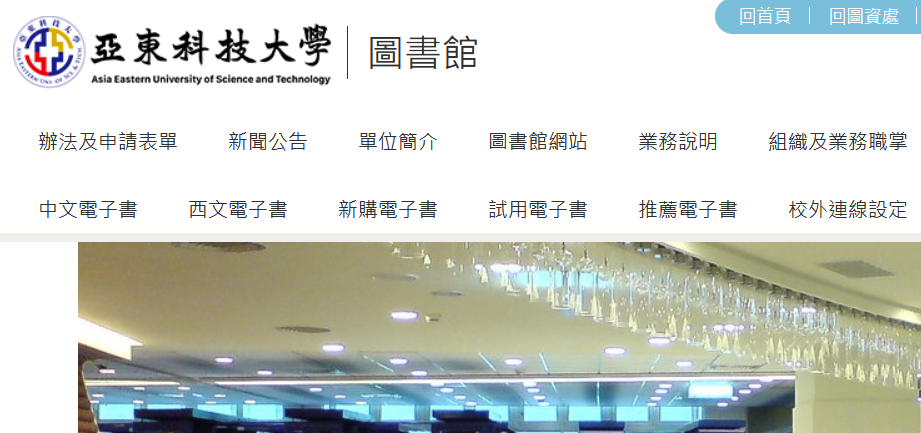 回首頁 | 回圖資處 |
亞東科技大學 | 圖書館
Asia Eastern University of Science and Technology
辦法及申請表單 新聞公告 單位簡介 圖書館網站 業務說明 組織及業務職掌
中文電子書 西文電子書 新購電子書 試用電子書 推薦電子書 校外連線設定